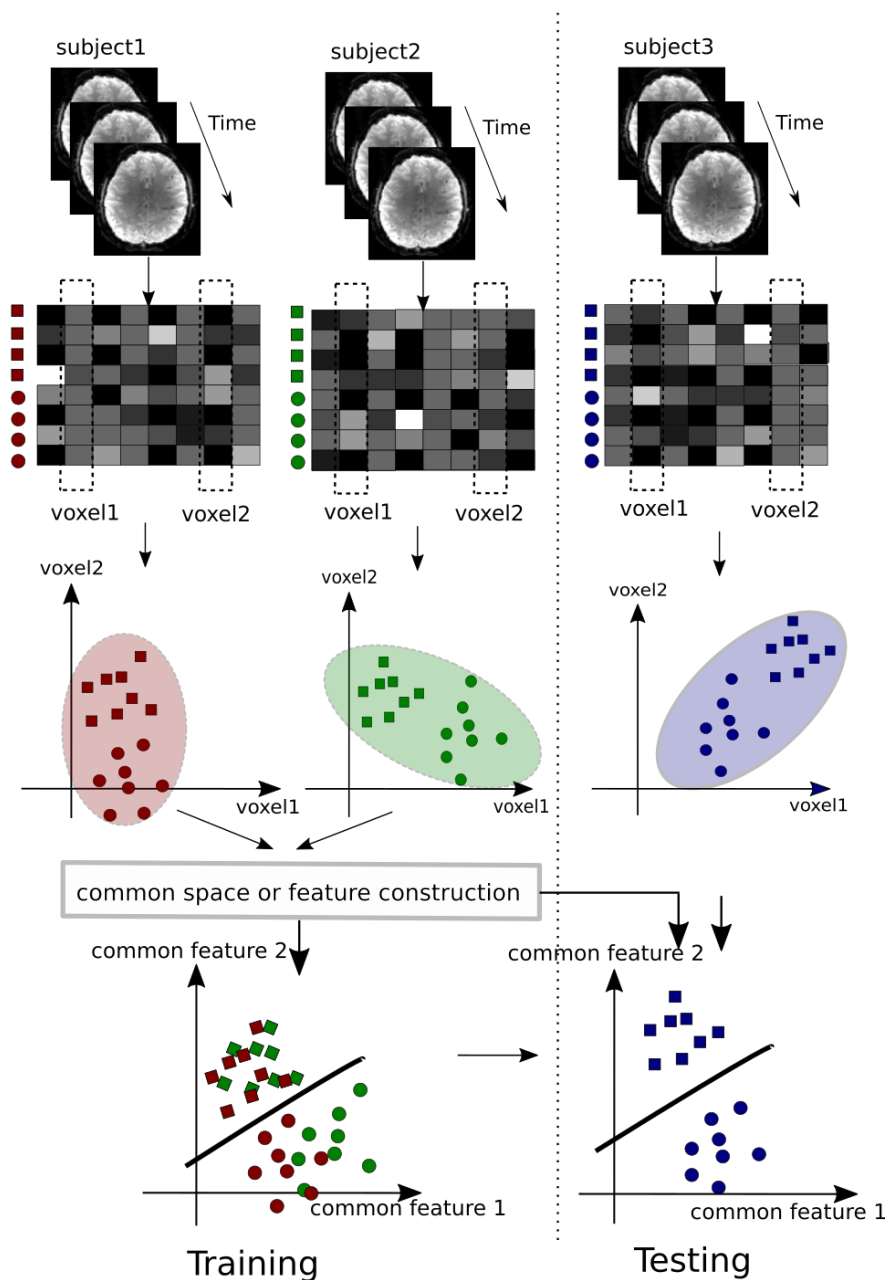 subject1
subject2
subject3
Time
Time
Time
voxel1
voxel2
voxel1
voxel2
voxel1
voxel2
voxel2
voxel2
voxel2
voxel1
voxel1
voxel1
common space or feature construction
common feature 2
common feature 2
common feature 1
common feature 1
Training
Testing